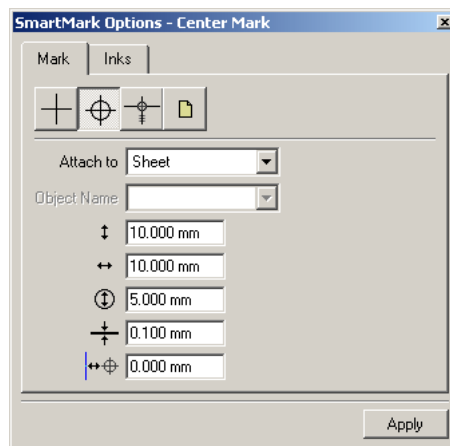 SmartMark Options - Center Mark
Mark Inks
Attach to Sheet
Object Name
10.000 mm
10.000 mm
5.000 mm
0.100 mm
0.000 mm
Apply